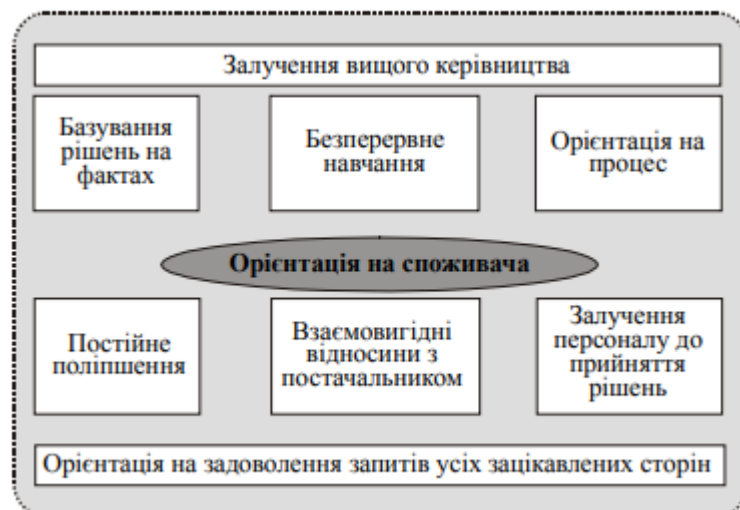 Залучення вищого керівництва
Базування
рішень на
фактах
Безперервне
навчання
Орієнтація на
процес
Орієнтація на споживача
Постійне
поліпшення
Взаємовигідні
відносини з
постачальником
Залучення
персоналу до
прийняття
рішень
Орієнтація на задоволення запитів усіх зацікавлених сторін